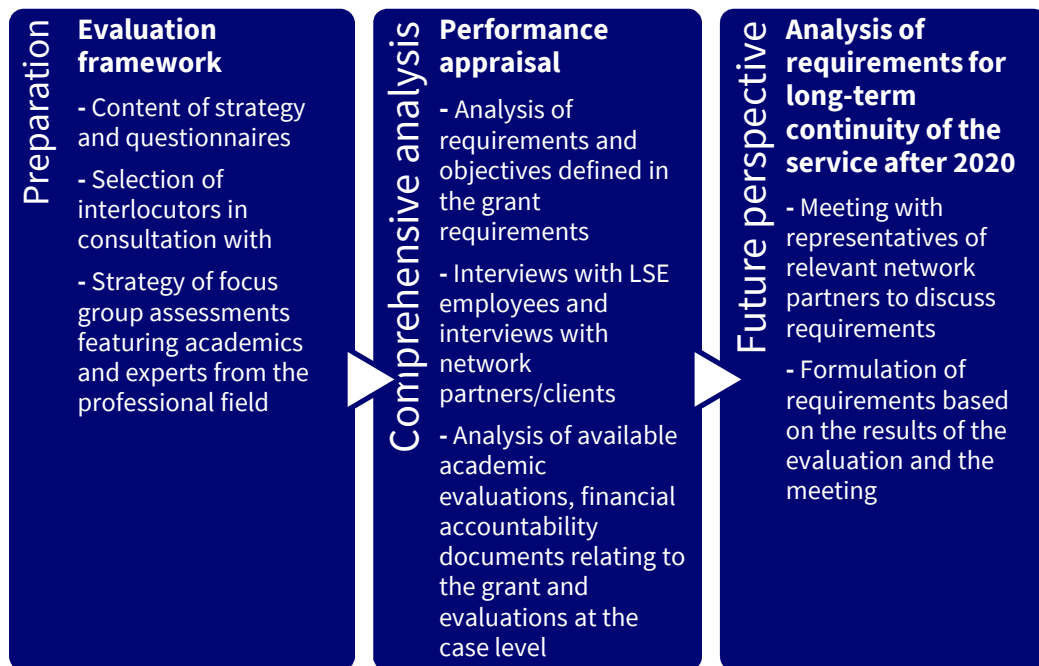 Preparation
Evaluation
framework
- Content of strategy
and questionnaires
- Selection of
interlocutors in
consultation with
- Strategy of focus
group assessments
featuring academics
and experts from the
professional field
Comprehensive analysis
Performance
appraisal
- Analysis of
requirements and
objectives defined in
the grant
requirements
- Interviews with LSE
employees and
interviews with
network
partners/clients
- Analysis of available
academic
evaluations, financial
accountability
documents relating to
the grant and
evaluations at the
case level
Future perspective
Analysis of
requirements for
long-term
continuity of the
service after 2020
- Meeting with
representatives of
relevant network
partners to discuss
requirements
- Formulation of
requirements based
on the results of the
evaluation and the
meeting